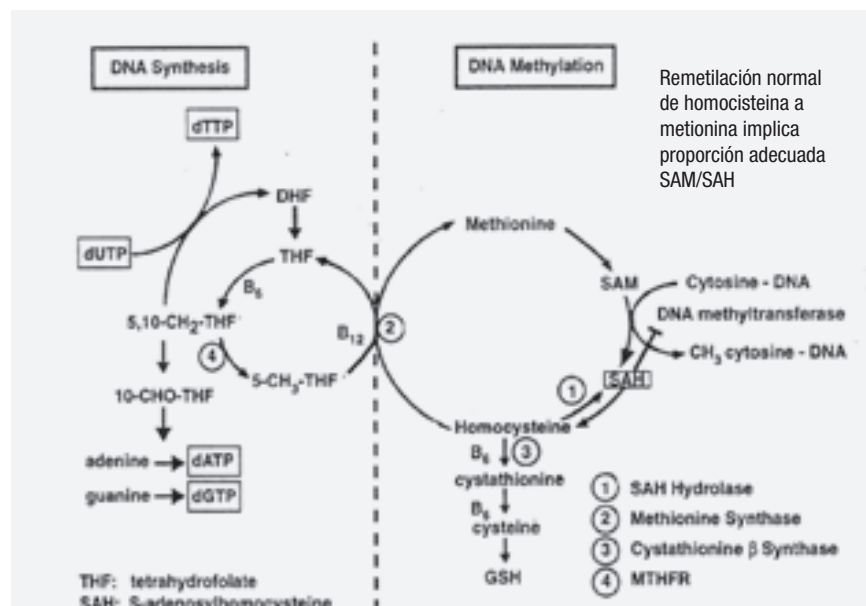 DNA Synthesis
DNA Methylation
Remetilación normal
de homocisteina a
metionina implica
proporción adecuada
SAM/SAH
dTTP
DHF
dUTP
THF
B6
5,10-CH2-THF
4
5-CH3-THF
B12
2
10-CHO-THF
adenine
dATP
guanine
dGTP
Methionine
SAM
Cytosine - DNA
DNA methyltransferase
CH3 cytosine - DNA
SAH
1
Homocysteine
B6
3
cystathionine
B6
cysteine
GSH
1 SAH Hydrolase
2 Methionine Synthase
3 Cystathionine β Synthase
4 MTHFR
THF: tetrahydrofolate
SAH: S-adenosylhomocysteine